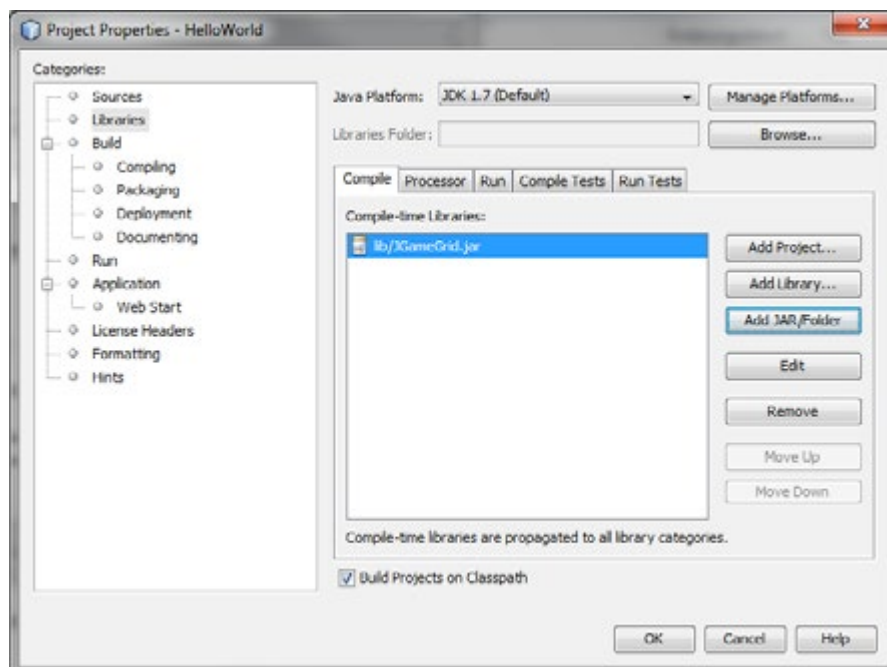 Project Properties - HelloWorld
Categories:
Sources
Libraries
Build
Compiling
Packaging
Deployment
Documenting
Run
Application
Web Start
License Headers
Formatting
Hints
Java Platform: JDK 1.7 (Default) Manage Platforms...
Libraries Folder: Browse...
Compile Processor Run Compile Tests Run Tests
Compile-time Libraries:
lib/JGameGrid.jar
Add Project...
Add Library...
Add JAR/Folder
Edit
Remove
Move Up
Move Down
Compile-time libraries are propagated to all library categories.
Build Projects on Classpath
OK Cancel Help